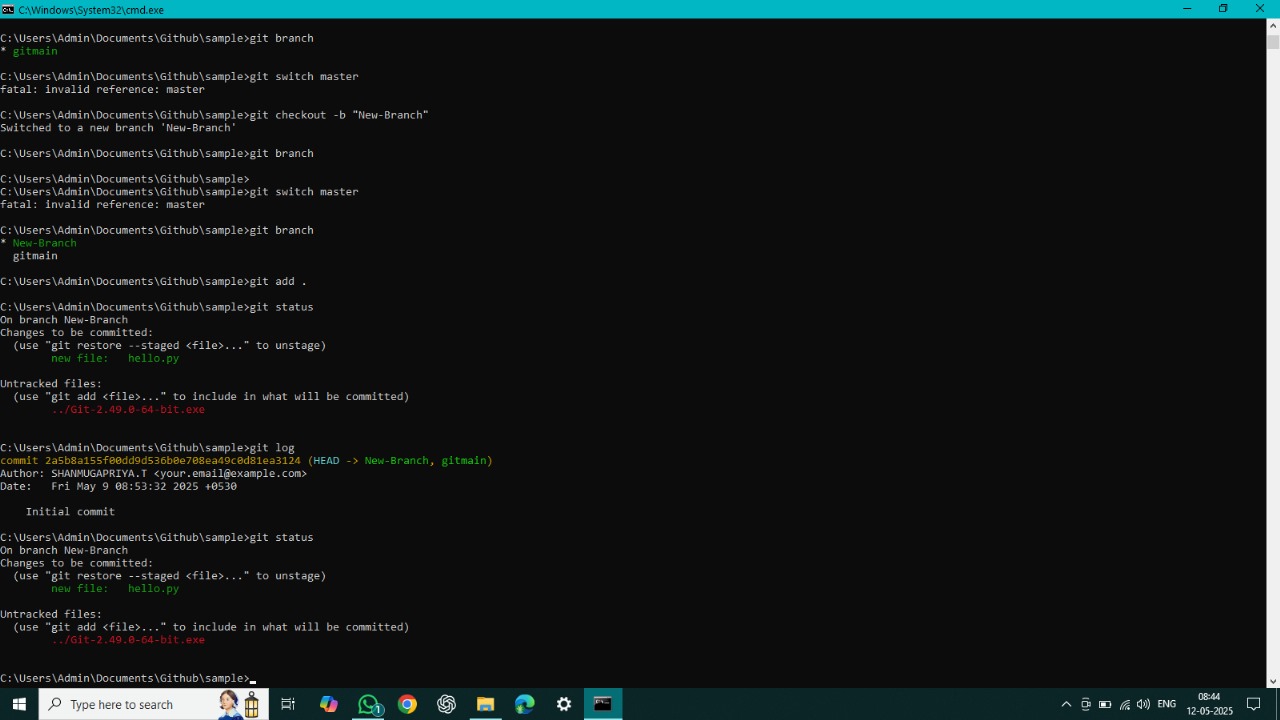 C:\Windows\System32\cmd.exe
C:\Users\Admin\Documents\Github\sample>git branch
* gitmain
C:\Users\Admin\Documents\Github\sample>git switch master
fatal: invalid reference: master
C:\Users\Admin\Documents\Github\sample>git checkout -b "New-Branch"
Switched to a new branch 'New-Branch'
C:\Users\Admin\Documents\Github\sample>git branch
C:\Users\Admin\Documents\Github\sample>
C:\Users\Admin\Documents\Github\sample>git switch master
fatal: invalid reference: master
C:\Users\Admin\Documents\Github\sample>git branch
* New-Branch
  gitmain
C:\Users\Admin\Documents\Github\sample>git add .
C:\Users\Admin\Documents\Github\sample>git status
On branch New-Branch
Changes to be committed:
  (use "git restore --staged <file>..." to unstage)
        new file:   hello.py
Untracked files:
  (use "git add <file>..." to include in what will be committed)
        ../Git-2.49.0-64-bit.exe
C:\Users\Admin\Documents\Github\sample>git log
commit 2a5b8a155f00dd9d536b0e708ea49c0d81ea3124 (HEAD -> New-Branch, gitmain)
Author: SHANMUGAPRIYA.T <your.email@example.com>
Date:   Fri May 9 08:53:32 2025 +0530
    Initial commit
C:\Users\Admin\Documents\Github\sample>git status
On branch New-Branch
Changes to be committed:
  (use "git restore --staged <file>..." to unstage)
        new file:   hello.py
Untracked files:
  (use "git add <file>..." to include in what will be committed)
        ../Git-2.49.0-64-bit.exe
C:\Users\Admin\Documents\Github\sample>
Type here to search
1
ENG
08:44
12-05-2025